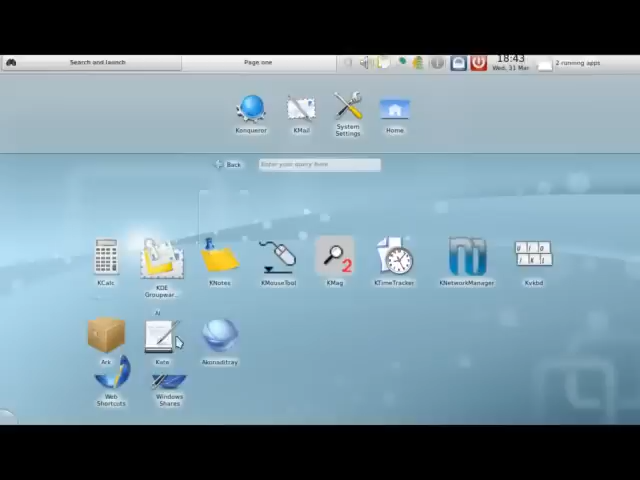 Search and launch
Page one
18:43
Wed, 31 Mar
2 running apps
Konqueror
KMail
System
Settings
Home
Back
Enter your query here
KCalc
KDE
Groupwar...
KNotes
KMouseTool
KMag
2
KTimeTracker
KNetworkManager
Kvkbd
Ark
Kate
Akonaditray
Web
Shortcuts
Windows
Shares